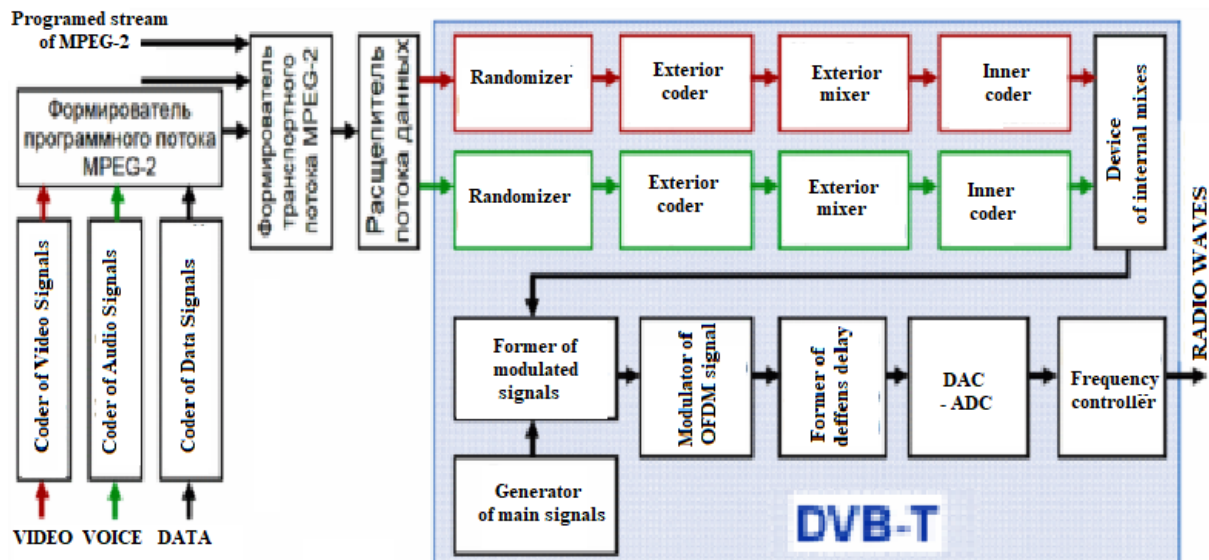 Programed stream
of MPEG-2
Формирователь
программного потока
MPEG-2
Coder of Video Signals
Coder of Audio Signals
Coder of Data Signals
VIDEO
VOICE
DATA
Формирователь
транспортного
потока MPEG-2
Расщепитель
потока данных
Randomizer
Exterior
coder
Exterior
mixer
Inner
coder
Randomizer
Exterior
coder
Exterior
mixer
Inner
coder
Device
of internal mixes
Former of
modulated
signals
Modulator of
OFDM signal
Former of
deffens delay
DAC
- ADC
Frequency
controller
Generator
of main signals
DVB-T
RADIO WAVES